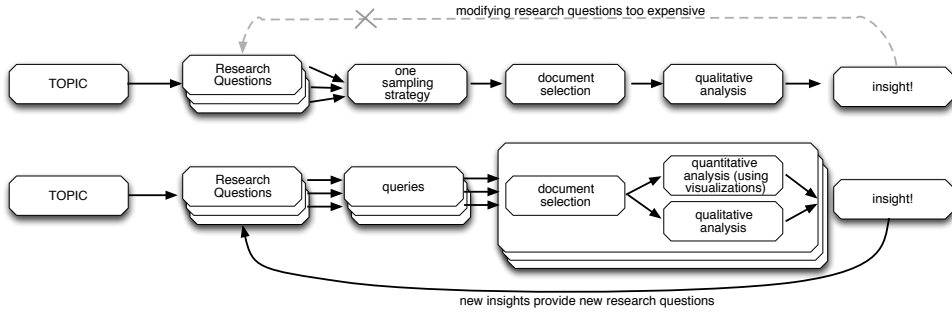 modifying research questions too expensive
TOPIC
Research
Questions
one
sampling
strategy
document
selection
qualitative
analysis
insight!
TOPIC
Research
Questions
queries
document
selection
quantitative
analysis (using
visualizations)
qualitative
analysis
insight!
new insights provide new research questions